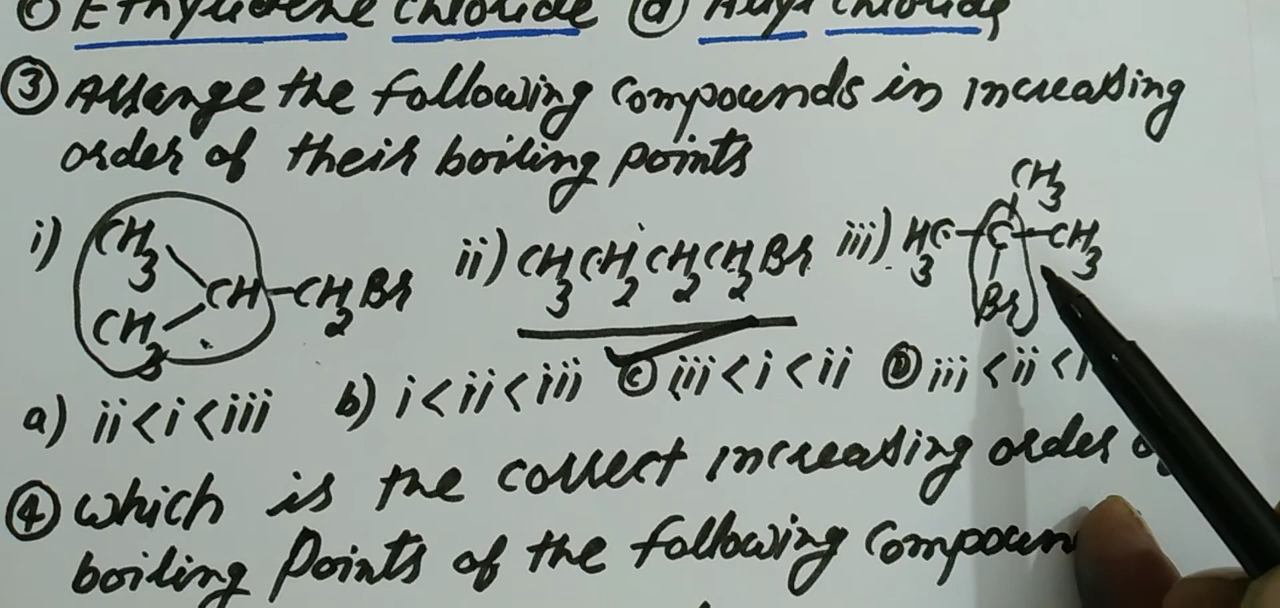 C Ethylidene chloride d Allyl chloride
③ Arrange the following compounds in increasing
order of their boiling points
i) CH3 CH3 CH-CH2Br ii) CH3CH2CH2CH2Br iii) H3C-C-CH3 CH3 Br
a) ii<i<iii b) i<ii<iii ⓒ iii<i<ii Ⓓ iii<ii<i
④ which is the correct increasing order
boiling Points of the following Compoun